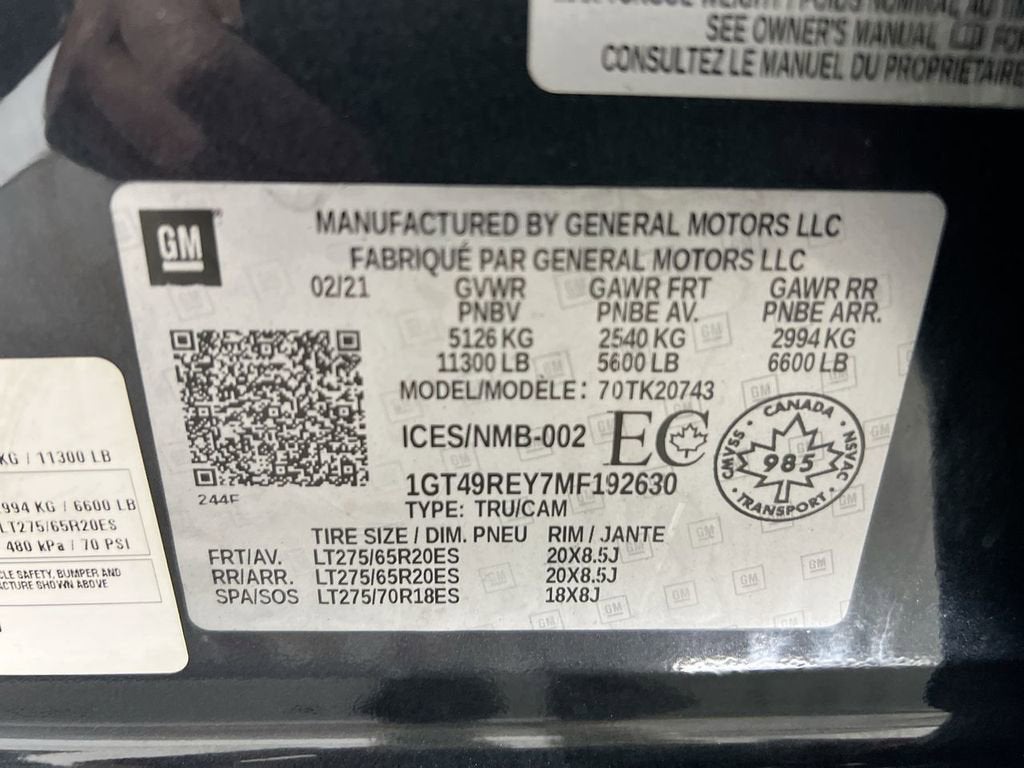 SEE OWNER'S MANUAL FOR
CONSULTEZ LE MANUEL DU PROPRIETAIRE
GM
MANUFACTURED BY GENERAL MOTORS LLC
FABRIQUÉ PAR GENERAL MOTORS LLC
02/21 GVWR GAWR FRT GAWR RR
PNBV PNBE AV. PNBE ARR.
5126 KG 2540 KG 2994 KG
11300 LB 5600 LB 6600 LB
MODEL/MODÈLE: 70TK20743
ICES/NMB-002 EC
CANADA
CMVSS 985 NSVAC
TRANSPORT
244F
1GT49REY7MF192630
TYPE: TRU/CAM
TIRE SIZE / DIM. PNEU RIM / JANTE
FRT/AV. LT275/65R20ES 20X8.5J
RR/ARR. LT275/65R20ES 20X8.5J
SPA/SOS LT275/70R18ES 18X8J
KG / 11300 LB
994 KG / 6600 LB
LT275/65R20ES
480 kPa / 70 PSI
CLE SAFETY, BUMPER, AND
CTURE SHOWN ABOVE